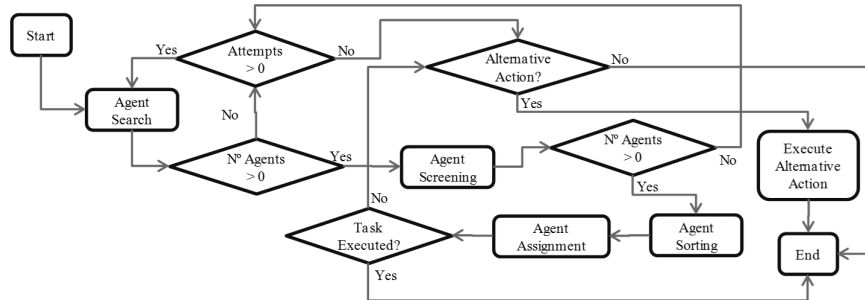 Start
Yes
Attempts
> 0
No
Alternative
Action?
No
Agent
Search
No
Yes
Nº Agents
> 0
Yes
Agent
Screening
Nº Agents
> 0
No
Execute
Alternative
Action
Yes
No
Task
Executed?
Agent
Assignment
Agent
Sorting
End
Yes